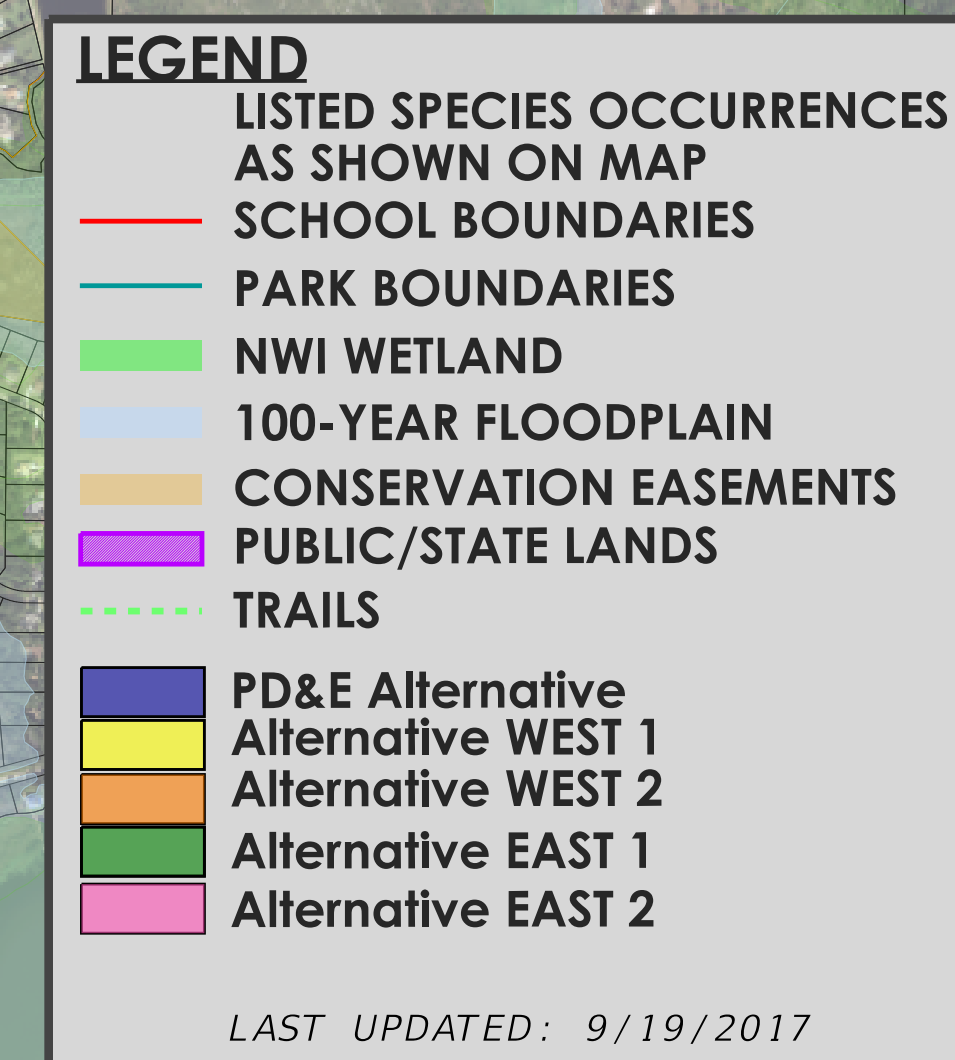 LEGEND
LISTED SPECIES OCCURRENCES
AS SHOWN ON MAP
SCHOOL BOUNDARIES
PARK BOUNDARIES
NWI WETLAND
100-YEAR FLOODPLAIN
CONSERVATION EASEMENTS
PUBLIC/STATE LANDS
TRAILS
PD&E Alternative
Alternative WEST 1
Alternative WEST 2
Alternative EAST 1
Alternative EAST 2
LAST UPDATED: 9/19/2017